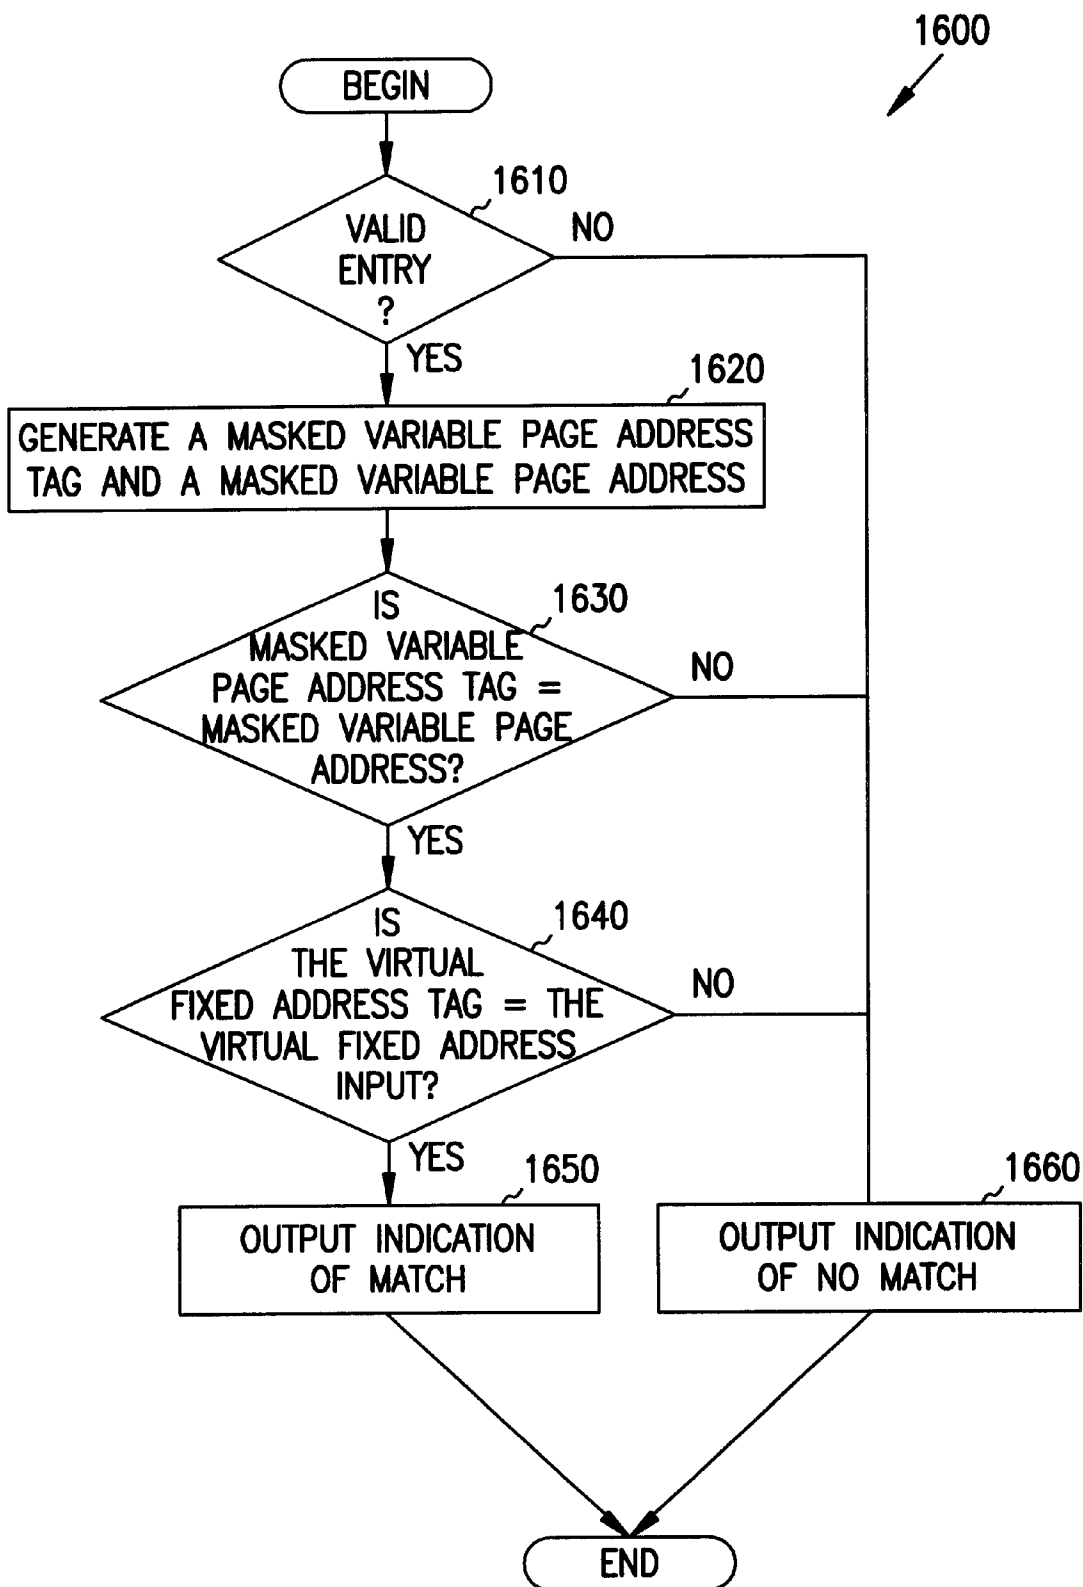 1600
BEGIN
1610
VALID
ENTRY
?
NO
YES
1620
GENERATE A MASKED VARIABLE PAGE ADDRESS
TAG AND A MASKED VARIABLE PAGE ADDRESS
1630
IS
MASKED VARIABLE
PAGE ADDRESS TAG =
MASKED VARIABLE PAGE
ADDRESS?
NO
YES
1640
IS
THE VIRTUAL
FIXED ADDRESS TAG = THE
VIRTUAL FIXED ADDRESS
INPUT?
NO
YES
1650
OUTPUT INDICATION
OF MATCH
1660
OUTPUT INDICATION
OF NO MATCH
END